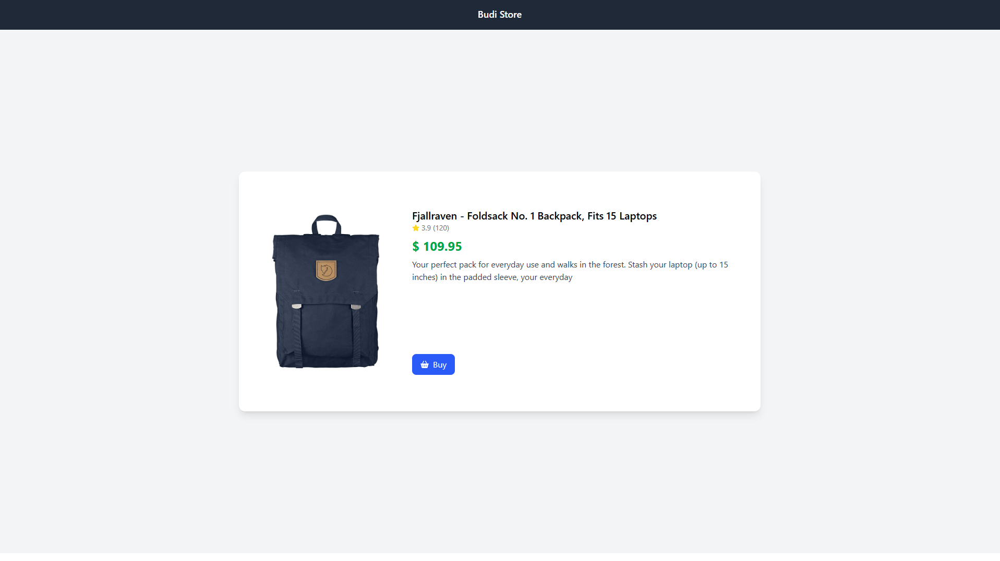 Budi Store
Fjallraven - Foldsack No. 1 Backpack, Fits 15 Laptops
3.9 (120)
$ 109.95
Your perfect pack for everyday use and walks in the forest. Stash your laptop (up to 15
inches) in the padded sleeve, your everyday
Buy